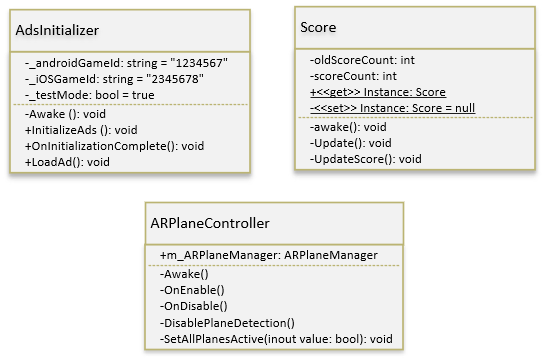 AdsInitializer
-_androidGameId: string = "1234567"
-_iOSGameId: string = "2345678"
-_testMode: bool = true
-Awake (): void
+InitializeAds (): void
+OnInitializationComplete(): void
+LoadAd(): void
Score
-oldScoreCount: int
-scoreCount: int
+<<get>> Instance: Score
-<<set>> Instance: Score = null
-awake(): void
-Update(): void
-UpdateScore(): void
ARPlaneController
+m_ARPlaneManager: ARPlaneManager
-Awake()
-OnEnable()
-OnDisable()
-DisablePlaneDetection()
-SetAllPlanesActive(inout value: bool): void